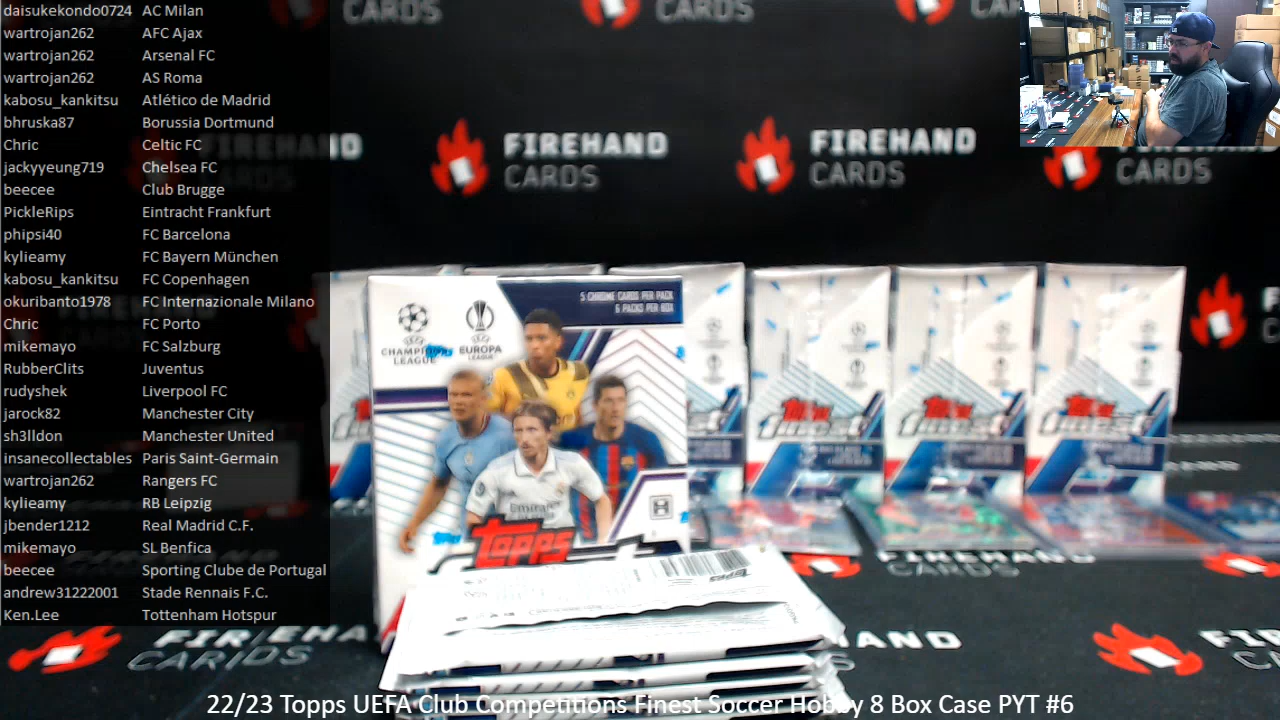 daisukekondo0724 AC Milan
wartrojan262 AFC Ajax
wartrojan262 Arsenal FC
wartrojan262 AS Roma
kabosu_kankitsu Atlético de Madrid
bhruska87 Borussia Dortmund
Chric Celtic FC
jackyyeung719 Chelsea FC
beecee Club Brugge
PickleRips Eintracht Frankfurt
phipsi40 FC Barcelona
kylieamy FC Bayern München
kabosu_kankitsu FC Copenhagen
okuribanto1978 FC Internazionale Milano
Chric FC Porto
mikemayo FC Salzburg
RubberClits Juventus
rudyshek Liverpool FC
jarock82 Manchester City
sh3lldon Manchester United
insanecollectables Paris Saint-Germain
wartrojan262 Rangers FC
kylieamy RB Leipzig
jbender1212 Real Madrid C.F.
mikemayo SL Benfica
beecee Sporting Clube de Portugal
andrew31222001 Stade Rennais F.C.
Ken.Lee Tottenham Hotspur
CARDS
CARDS
FIREHAND
CARDS
FIREHAND
CARDS
CARDS
5 CHROME CARDS PER PACK
6 PACKS PER BOX
CHAMPIONS
LEAGUE
EUROPA
LEAGUE
Topps
FIREHAND
CARDS
CARDS
22/23 Topps UEFA Club Competitions Finest Soccer Hobby 8 Box Case PYT #6